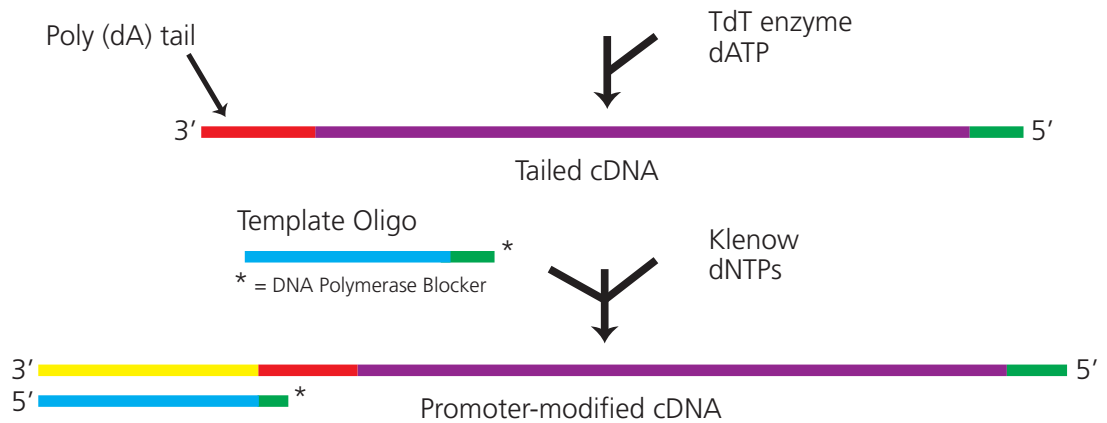 Poly (dA) tail
TdT enzyme
dATP
3’
5’
Tailed cDNA
Template Oligo
*
* = DNA Polymerase Blocker
Klenow
dNTPs
3’
5’
5’
*
Promoter-modified cDNA